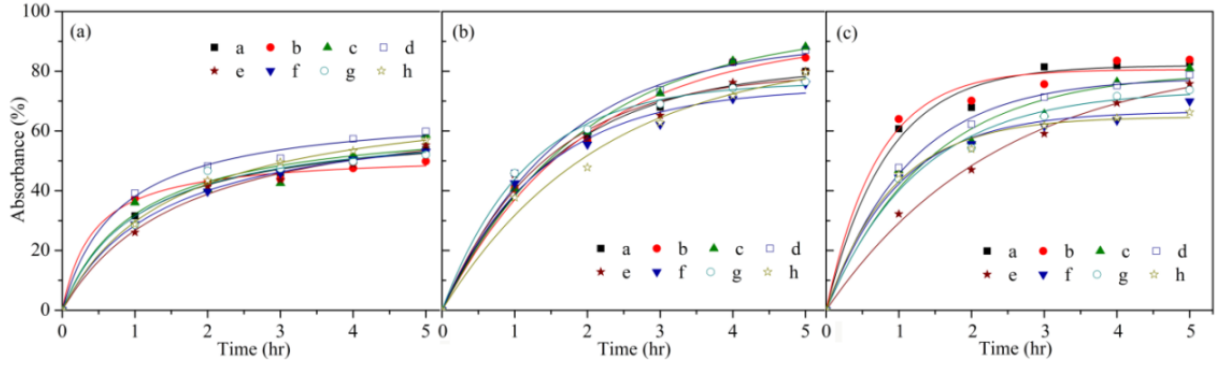 100
80
60
40
20
0
Absorbance (%)
(a)
a b c d
e f g h
0 1 2 3 4 5
Time (hr)
(b)
a b c d
e f g h
0 1 2 3 4 5
Time (hr)
(c)
a b c d
e f g h
0 1 2 3 4 5
Time (hr)